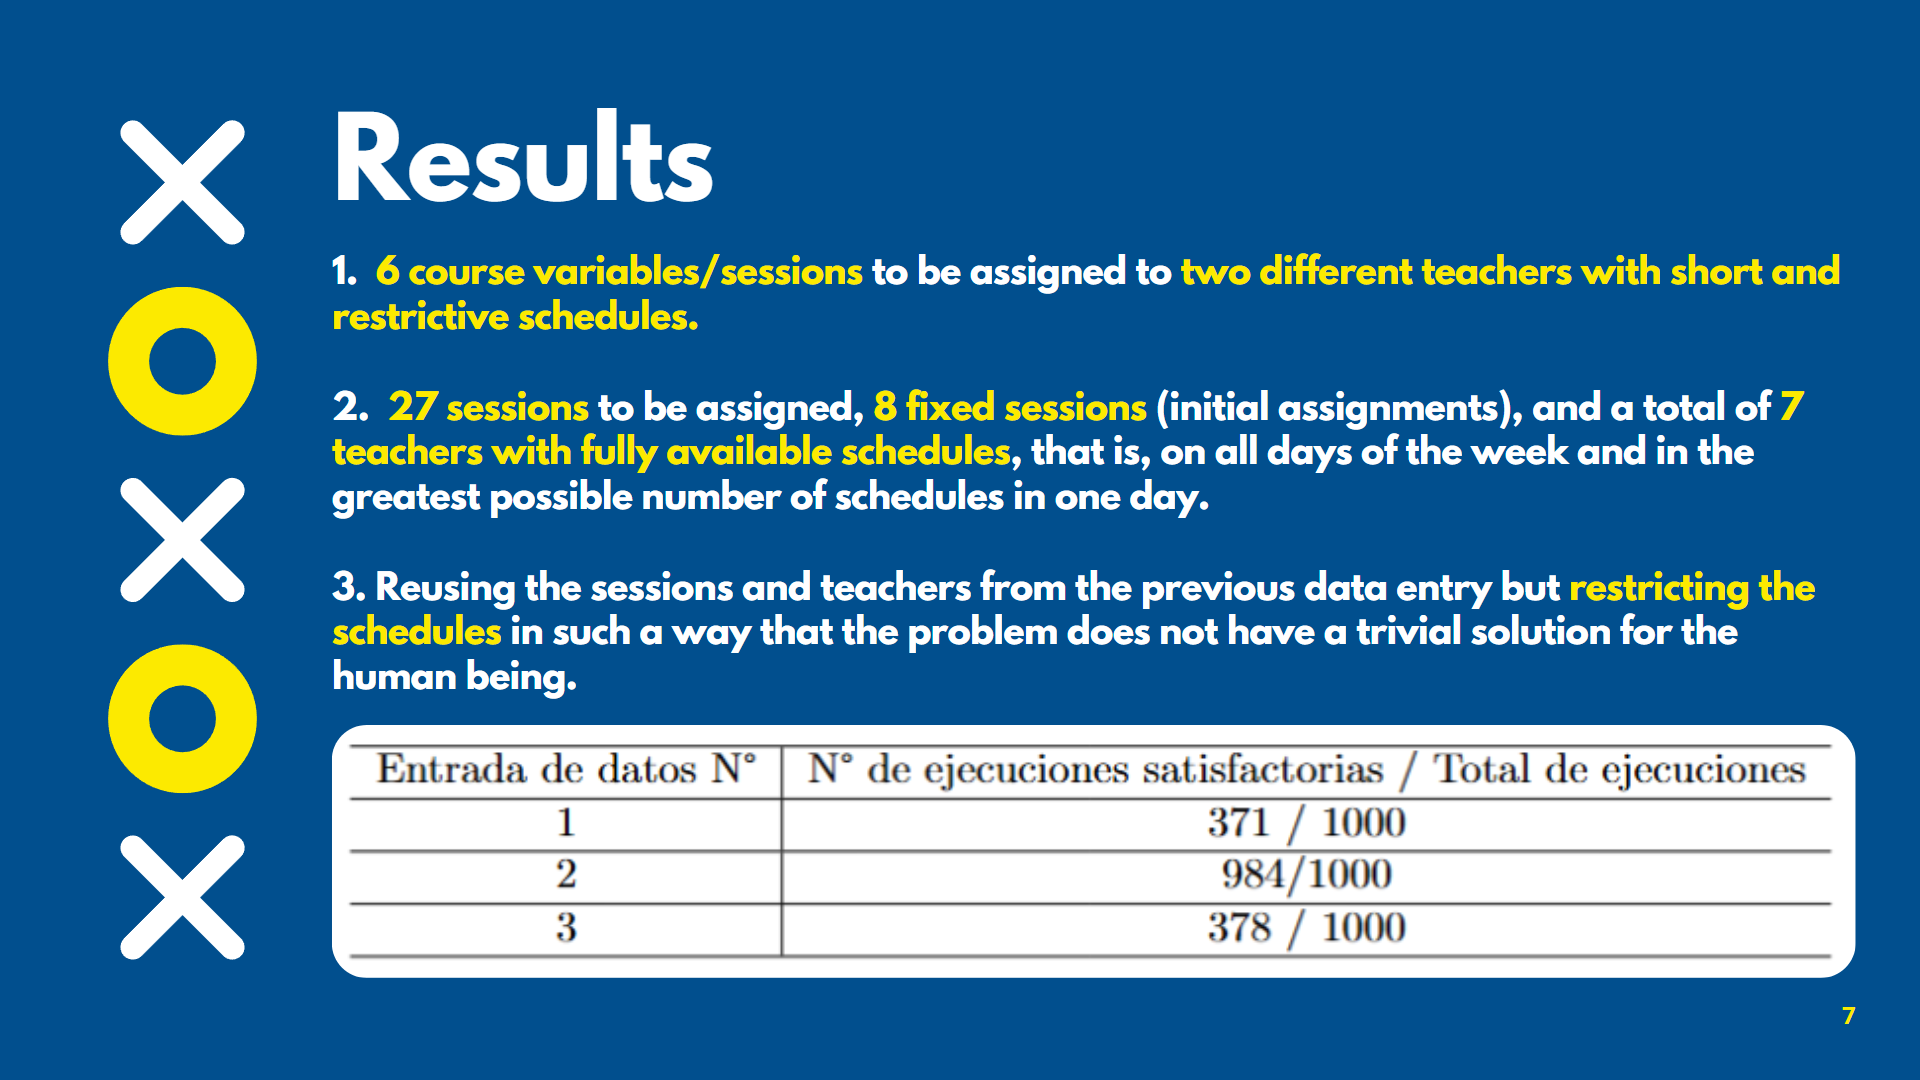 Results
1. 6 course variables/sessions to be assigned to two different teachers with short and
restrictive schedules.
2. 27 sessions to be assigned, 8 fixed sessions (initial assignments), and a total of 7
teachers with fully available schedules, that is, on all days of the week and in the
greatest possible number of schedules in one day.
3. Reusing the sessions and teachers from the previous data entry but restricting the
schedules in such a way that the problem does not have a trivial solution for the
human being.
Entrada de datos N° N° de ejecuciones satisfactorias / Total de ejecuciones
1 371 / 1000
2 984/1000
3 378 / 1000
7